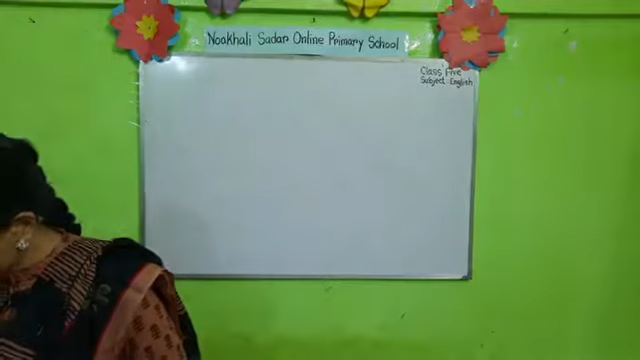 Noakhali Sadar Online Primary School
Class Five
Subject : English